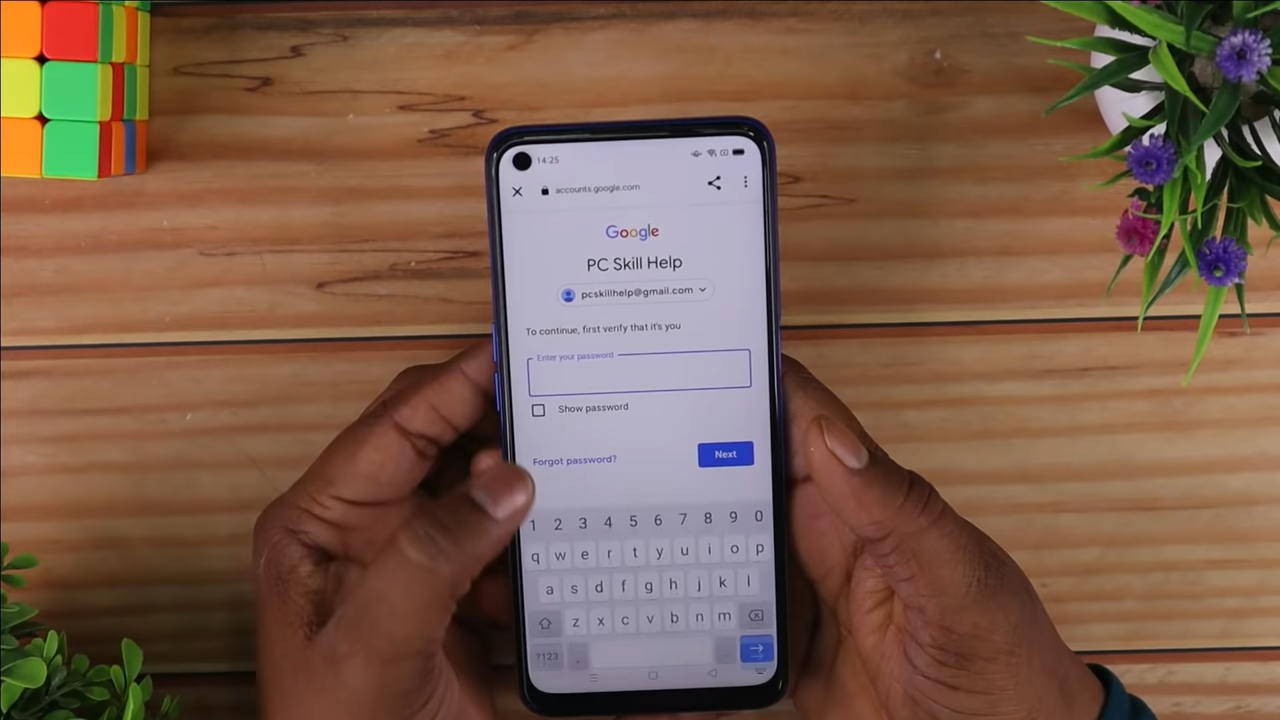 14:25
accounts.google.com
Google
PC Skill Help
pcskillhelp@gmail.com
To continue, first verify that it's you
Enter your password
Show password
Forgot password?
Next
1 2 3 4 5 6 7 8 9 0
q w e r t y u i o p
a s d f g h j k l
z x c v b n m
?123 ,